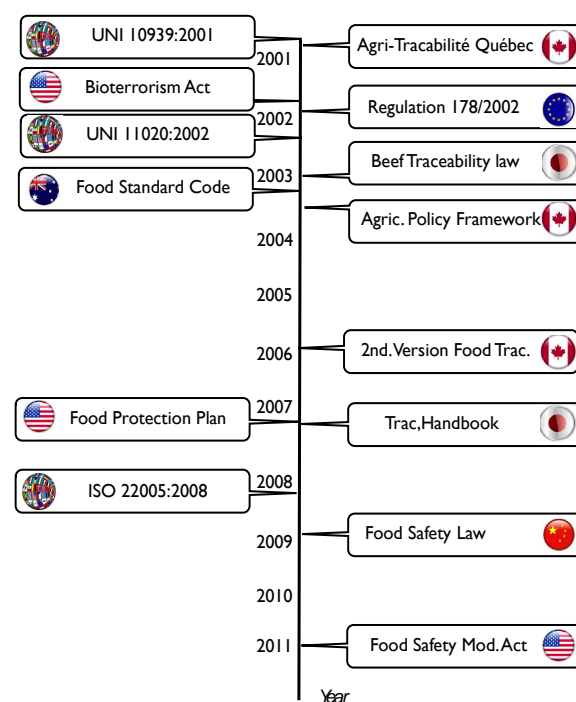 UNI 10939:2001
Agri-Tracabilité Québec
2001
Bioterrorism Act
Regulation 178/2002
2002
UNI 11020:2002
Beef Traceability law
2003
Food Standard Code
Agric. Policy Framework
2004
2005
2006
2nd. Version Food Trac.
2007
Food Protection Plan
Trac,Handbook
2008
ISO 22005:2008
Food Safety Law
2009
2010
2011
Food Safety Mod. Act
Year